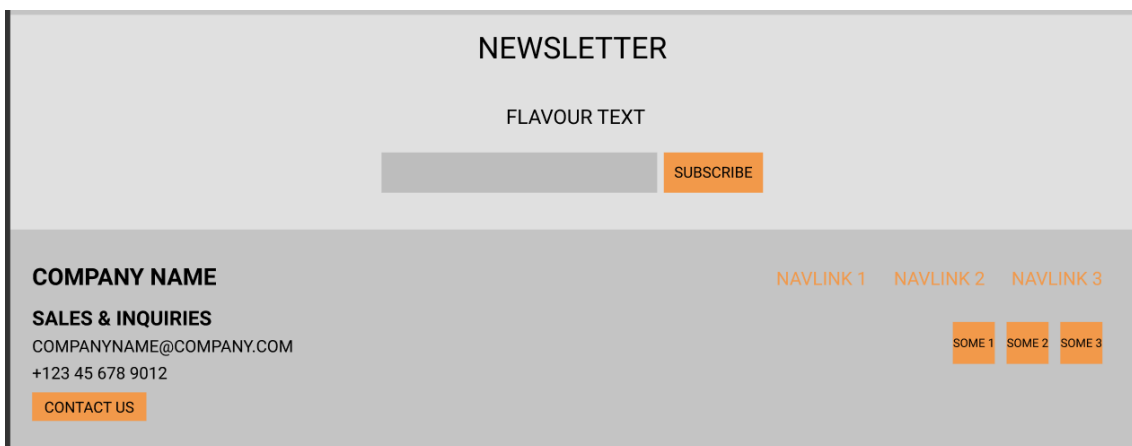 NEWSLETTER
FLAVOUR TEXT
SUBSCRIBE
COMPANY NAME
SALES & INQUIRIES
COMPANYNAME@COMPANY.COM
+123 45 678 9012
CONTACT US
NAVLINK 1 NAVLINK 2 NAVLINK 3
SOME 1 SOME 2 SOME 3